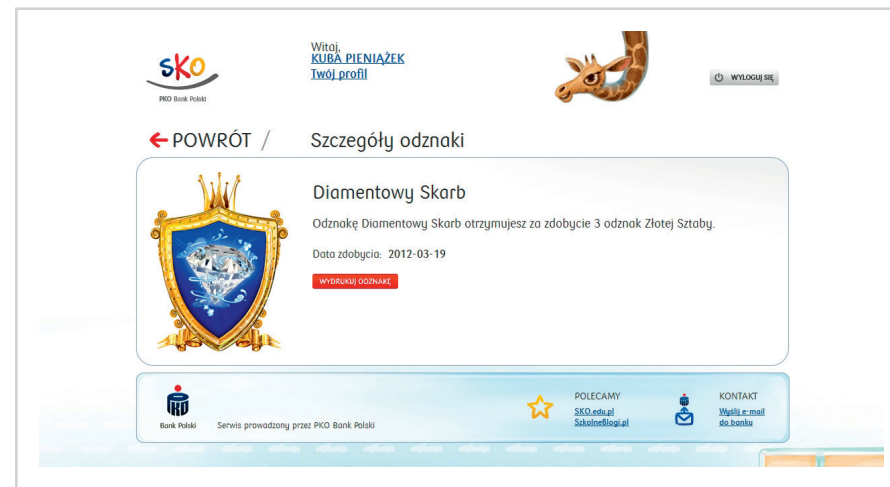 SKO
PKO Bank Polski
Witaj,
KUBA PIENIĄŻEK
Twój profil
WYLOGUJ SIĘ
POWRÓT /
Szczegóły odznaki
Diamentowy Skarb
Odznakę Diamentowy Skarb otrzymujesz za zdobycie 3 odznak Złotej Sztaby.
Data zdobycia: 2012-03-19
WYDRUKUJ ODZNAKĘ
Bank Polski
Serwis prowadzony przez PKO Bank Polski
POLECAMY
SKO.edu.pl
SzkolneBlogi.pl
KONTAKT
Wyślij e-mail
do banku